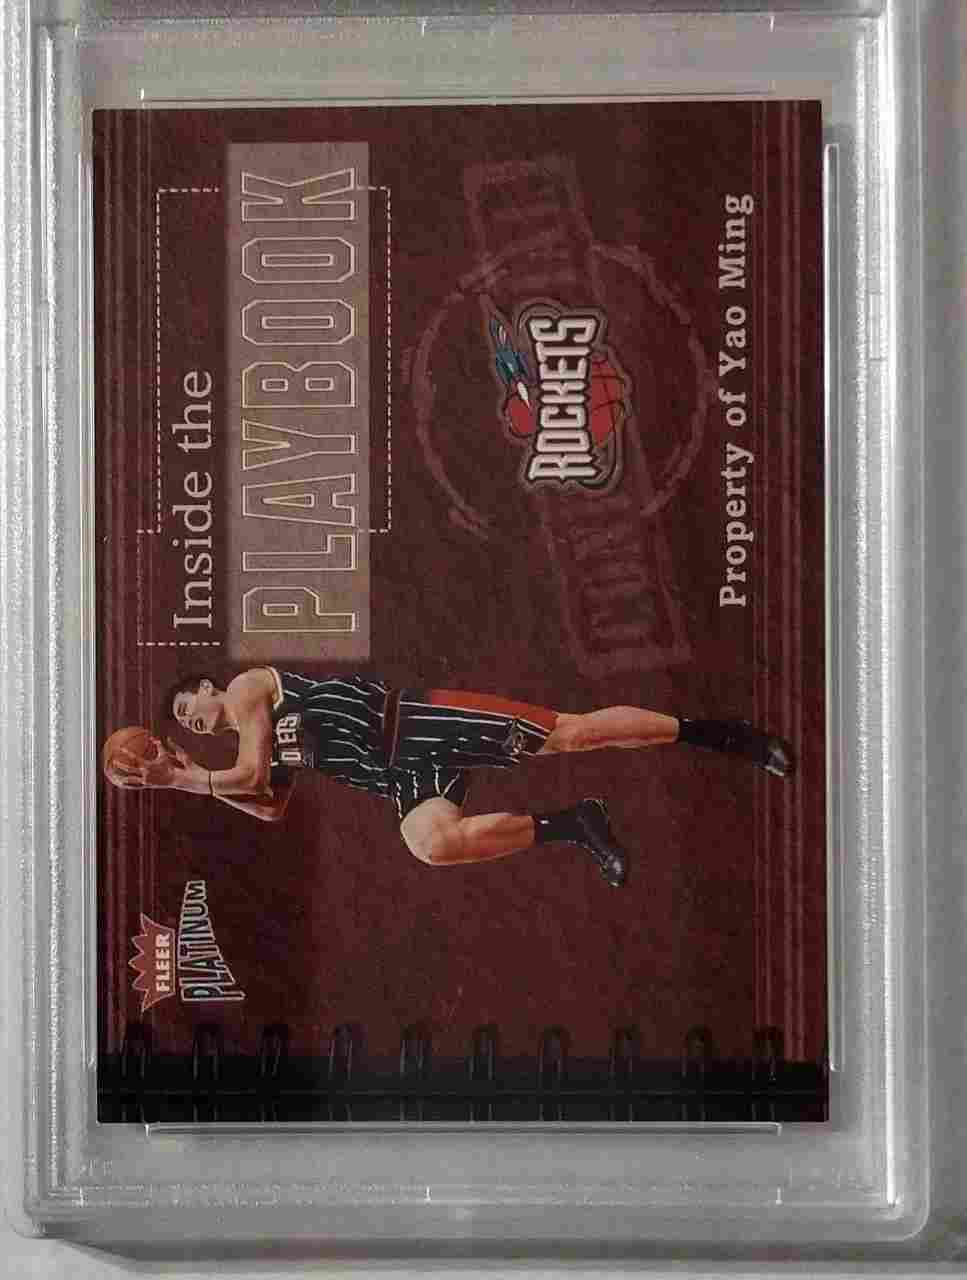 Inside the
PLAYBOOK
ROCKETS
Property of Yao Ming
FLEER
PLATINUM